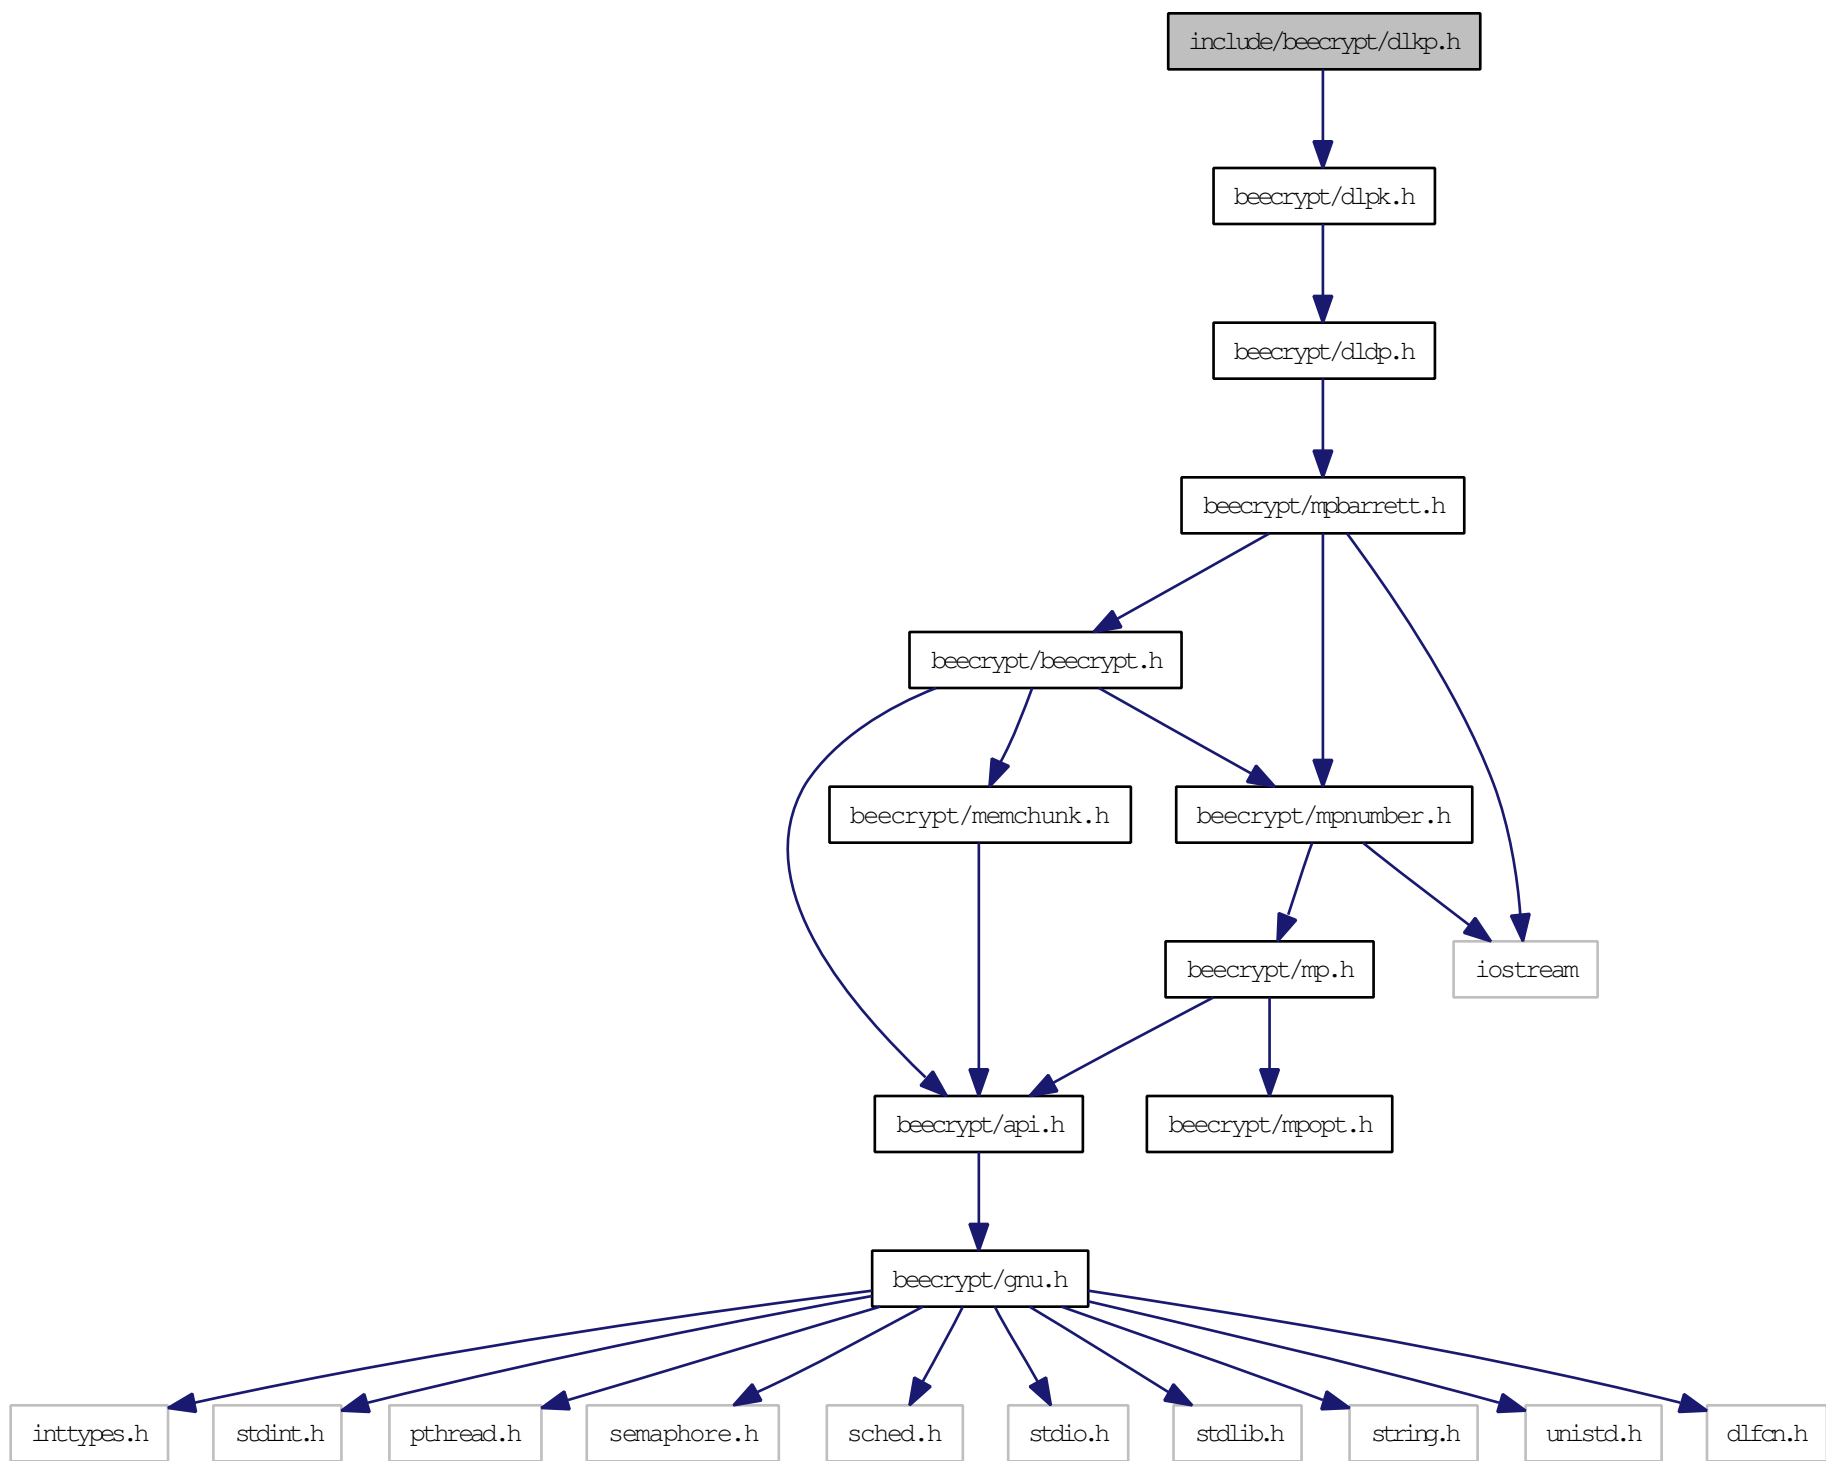 include/beecrypt/dlkp.h
beecrypt/dlpk.h
beecrypt/dldp.h
beecrypt/mpbarrett.h
beecrypt/beecrypt.h
beecrypt/memchunk.h
beecrypt/mpnumber.h
beecrypt/mp.h
iostream
beecrypt/api.h
beecrypt/mpopt.h
beecrypt/gnu.h
inttypes.h
stdint.h
pthread.h
semaphore.h
sched.h
stdio.h
stdlib.h
string.h
unistd.h
dlfcn.h